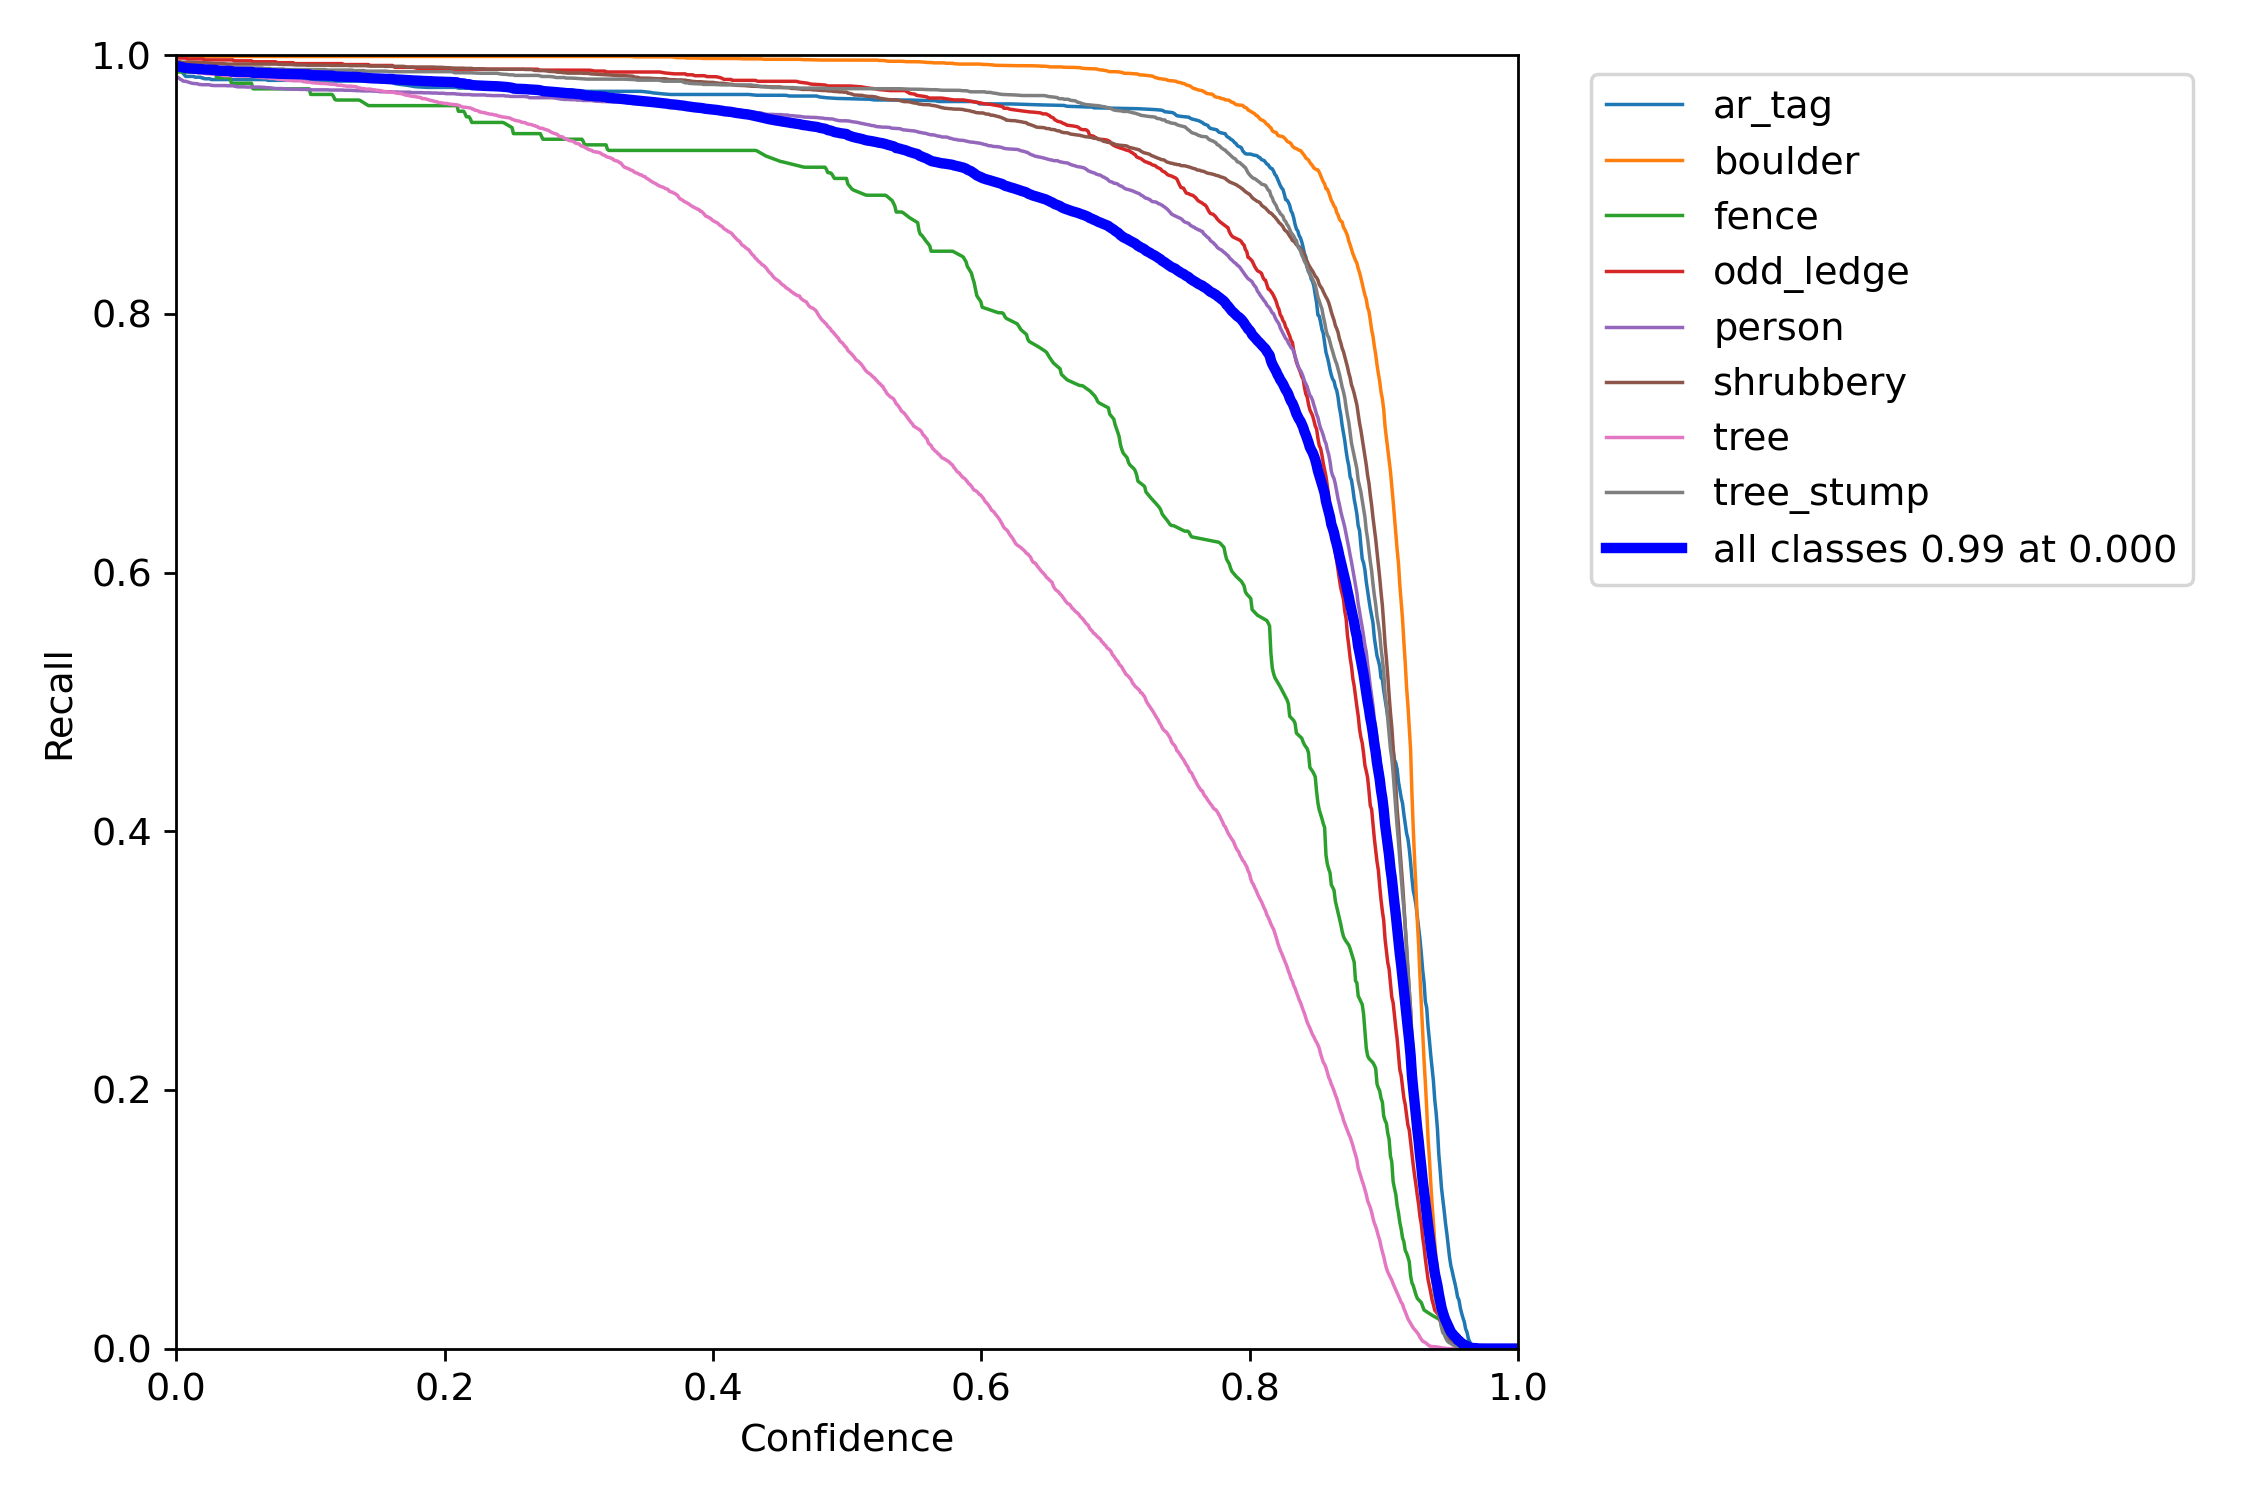 1.0
0.8
0.6
0.4
0.2
0.0
0.0 0.2 0.4 0.6 0.8 1.0
Recall
Confidence
ar_tag
boulder
fence
odd_ledge
person
shrubbery
tree
tree_stump
all classes 0.99 at 0.000